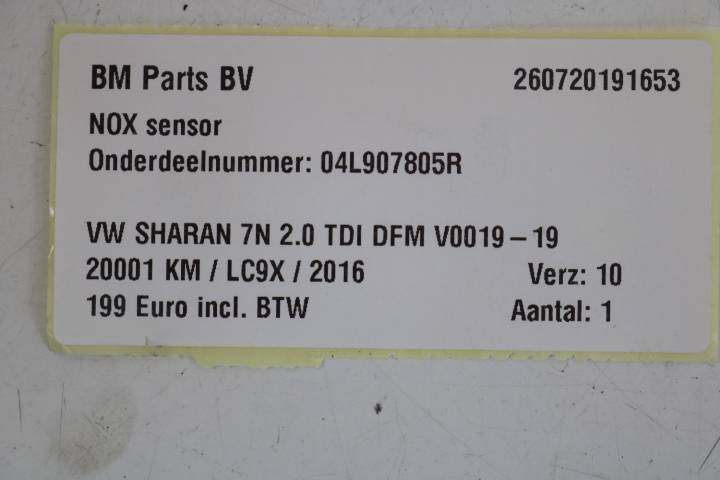 BM Parts BV 260720191653
NOX sensor
Onderdeelnummer: 04L907805R
VW SHARAN 7N 2.0 TDI DFM V0019 – 19
20001 KM / LC9X / 2016 Verz: 10
199 Euro incl. BTW Aantal: 1